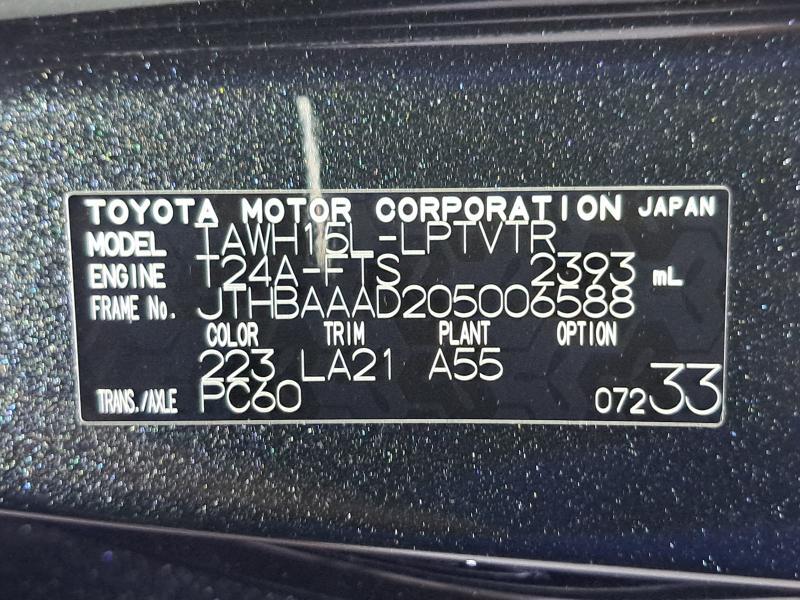 TOYOTA MOTOR CORPORATION JAPAN
MODEL TAWH15L-LPTVTR
ENGINE T24A-FTS 2393 mL
FRAME No. JTHBAAAD205006588
COLOR TRIM PLANT OPTION
223 LA21 A55
TRANS./AXLE PC60 07233